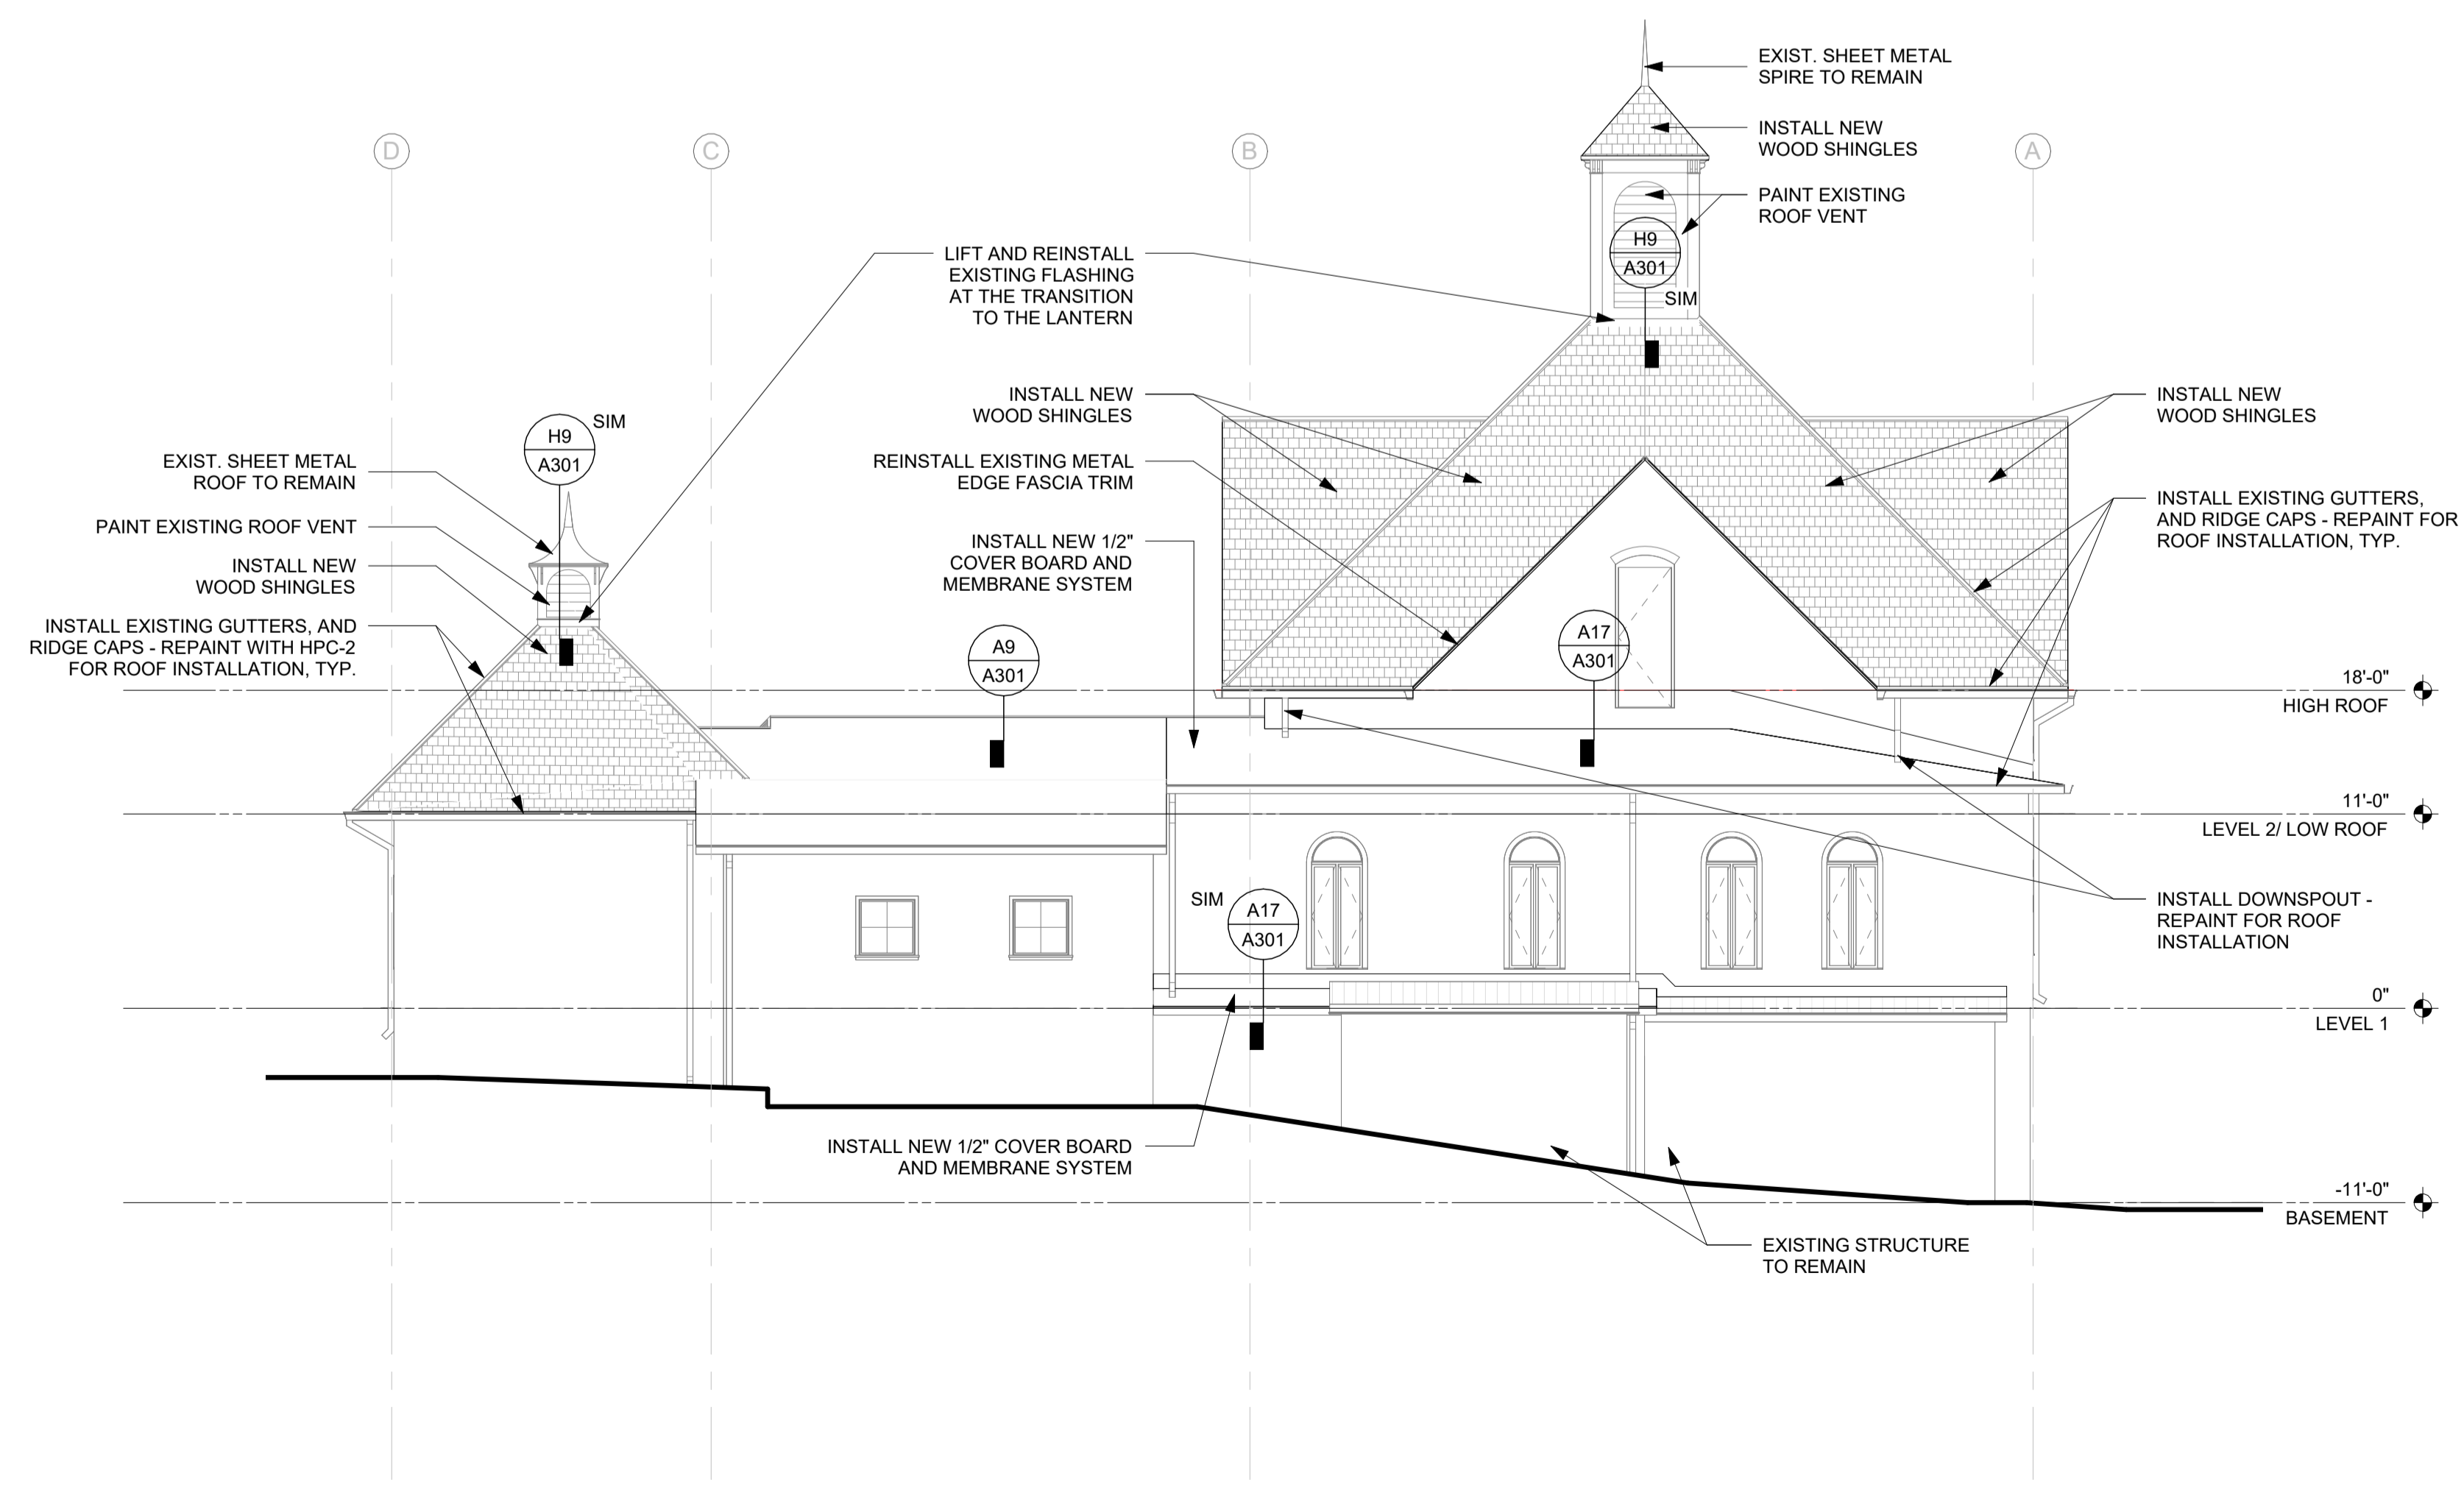 EXIST. SHEET METAL
SPIRE TO REMAIN
INSTALL NEW
WOOD SHINGLES
PAINT EXISTING
ROOF VENT
D
C
B
A
H9
A301
SIM
LIFT AND REINSTALL
EXISTING FLASHING
AT THE TRANSITION
TO THE LANTERN
INSTALL NEW
WOOD SHINGLES
REINSTALL EXISTING METAL
EDGE FASCIA TRIM
INSTALL NEW 1/2"
COVER BOARD AND
MEMBRANE SYSTEM
H9
A301
SIM
EXIST. SHEET METAL
ROOF TO REMAIN
PAINT EXISTING ROOF VENT
INSTALL NEW
WOOD SHINGLES
INSTALL EXISTING GUTTERS, AND
RIDGE CAPS - REPAINT WITH HPC-2
FOR ROOF INSTALLATION, TYP.
A9
A301
A17
A301
INSTALL NEW
WOOD SHINGLES
INSTALL EXISTING GUTTERS,
AND RIDGE CAPS - REPAINT FOR
ROOF INSTALLATION, TYP.
18'-0"
HIGH ROOF
11'-0"
LEVEL 2/ LOW ROOF
INSTALL DOWNSPOUT -
REPAINT FOR ROOF
INSTALLATION
SIM
A17
A301
0"
LEVEL 1
INSTALL NEW 1/2" COVER BOARD
AND MEMBRANE SYSTEM
-11'-0"
BASEMENT
EXISTING STRUCTURE
TO REMAIN